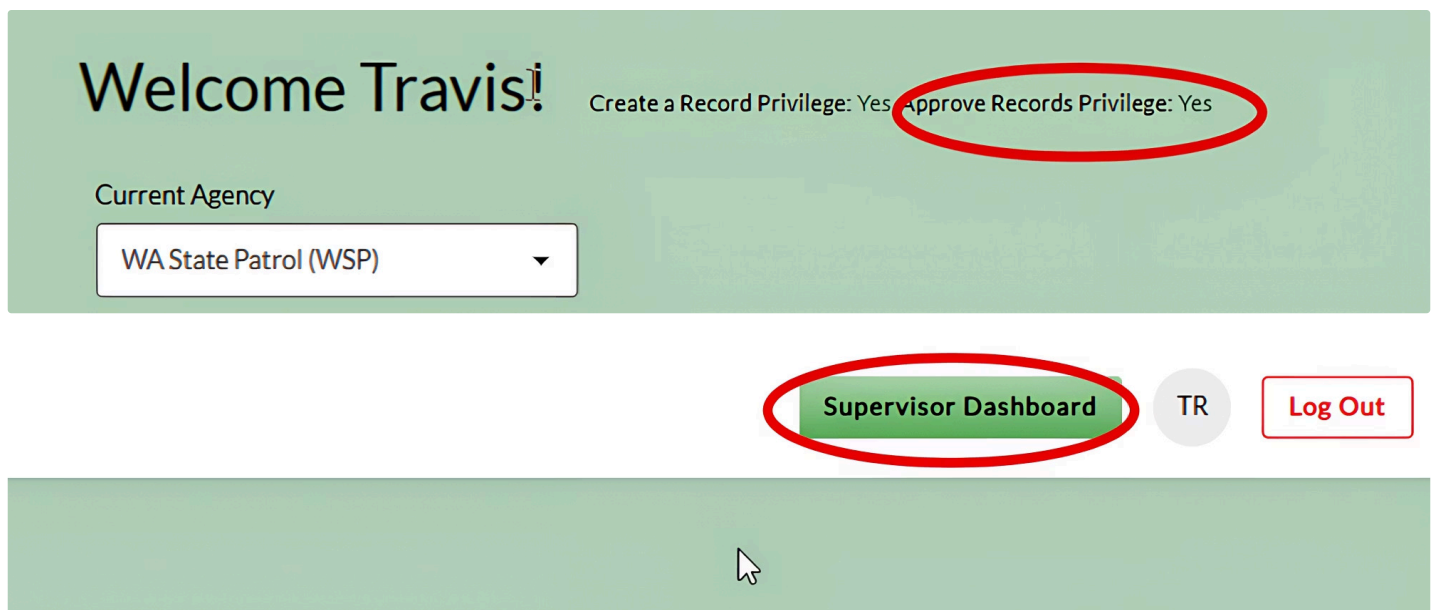 Welcome Travis! Create a Record Privilege: Yes Approve Records Privilege: Yes
Current Agency
WA State Patrol (WSP)
Supervisor Dashboard TR Log Out